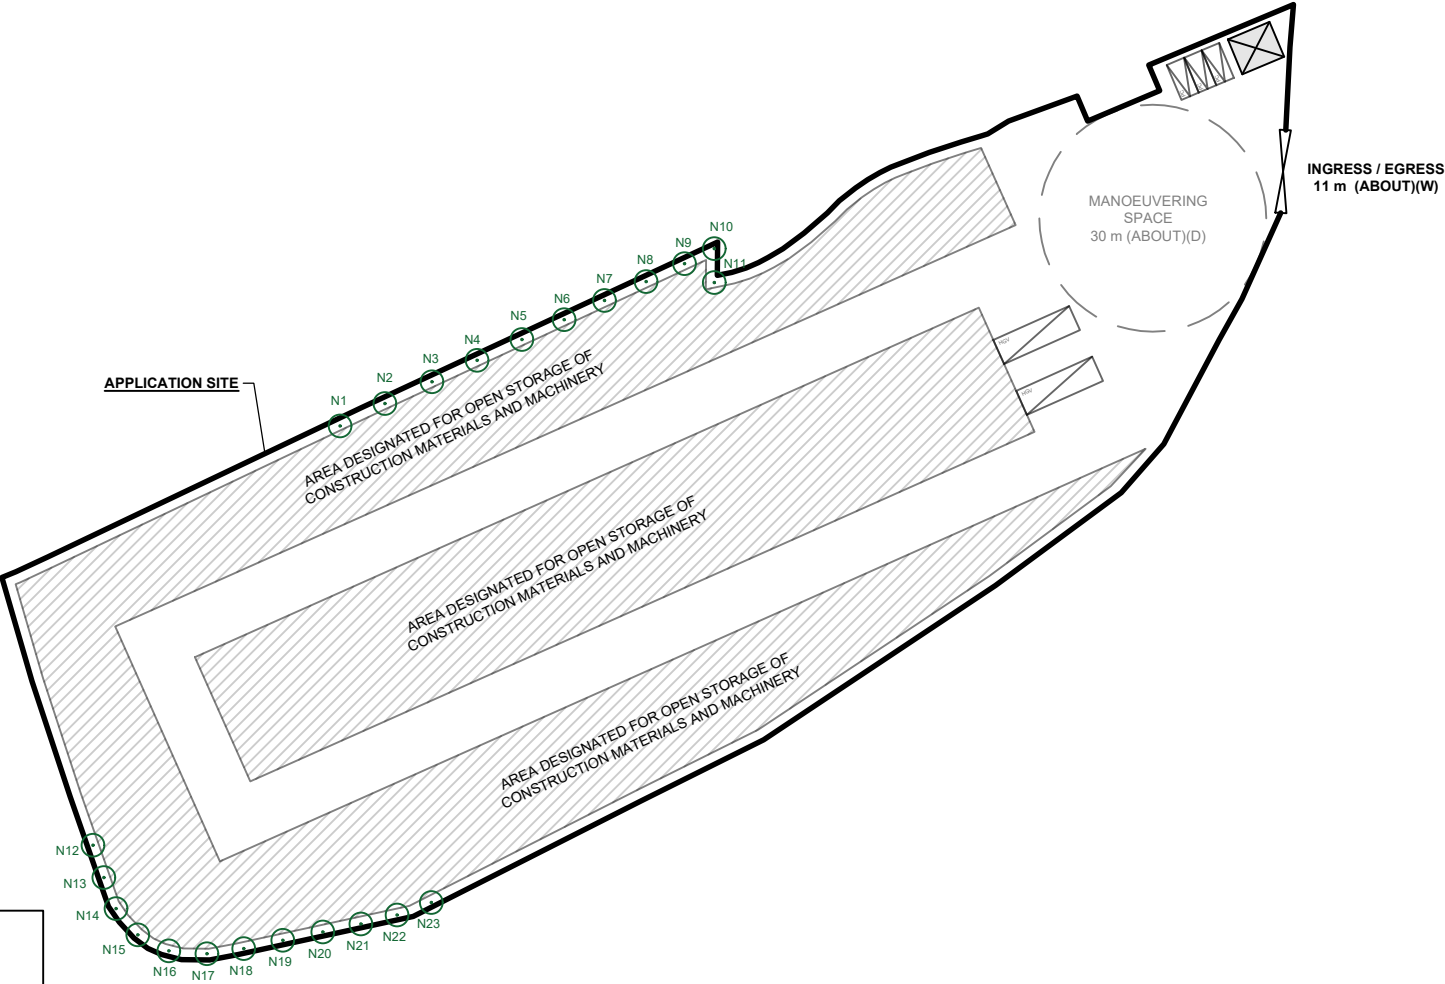 INGRESS / EGRESS
11 m (ABOUT)(W)
MANOEUVERING
SPACE
30 m (ABOUT)(D)
N10
N9
N11
N8
N7
N6
N5
N4
N3
N2
N1
APPLICATION SITE
HGV
HGV
AREA DESIGNATED FOR OPEN STORAGE OF
CONSTRUCTION MATERIALS AND MACHINERY
AREA DESIGNATED FOR OPEN STORAGE OF
CONSTRUCTION MATERIALS AND MACHINERY
AREA DESIGNATED FOR OPEN STORAGE OF
CONSTRUCTION MATERIALS AND MACHINERY
N12
N13
N14
N15
N16
N17
N18
N19
N20
N21
N22
N23